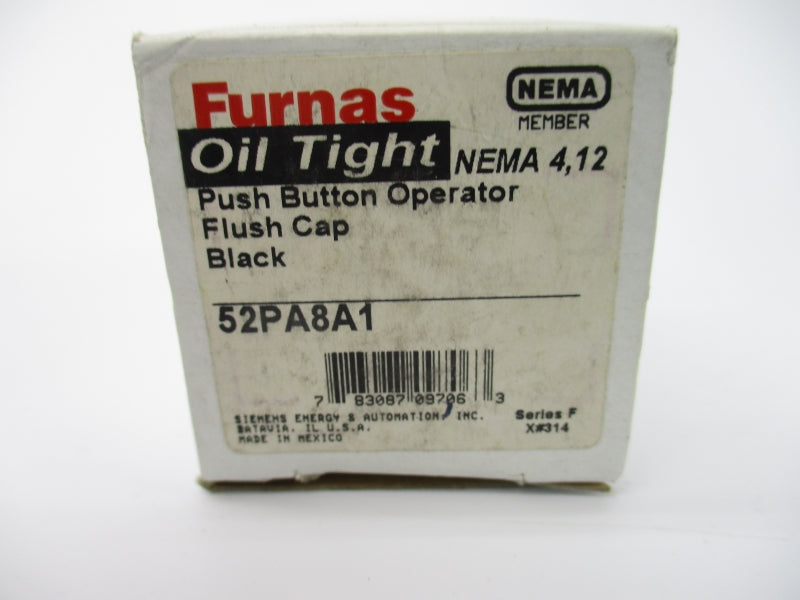 Furnas
NEMA
MEMBER
Oil Tight NEMA 4,12
Push Button Operator
Flush Cap
Black
52PA8A1
7 83087 09706 3
SIEMENS ENERGY & AUTOMATION, INC.
BATAVIA, IL U.S.A.
MADE IN MEXICO
Series F
X#314